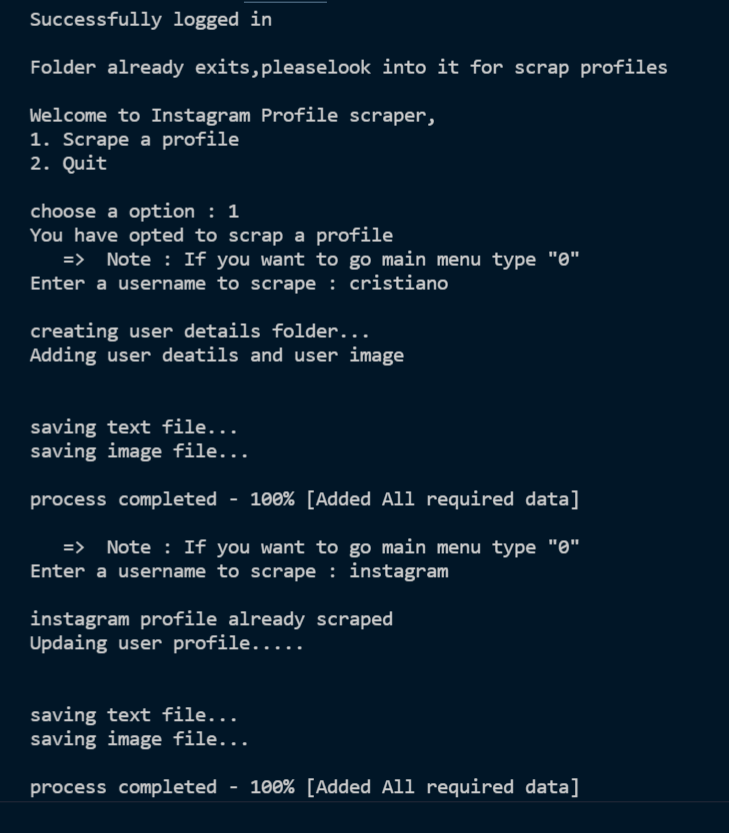 Successfully logged in
Folder already exits,pleaselook into it for scrap profiles
Welcome to Instagram Profile scraper,
1. Scrape a profile
2. Quit
choose a option : 1
You have opted to scrap a profile
=>  Note : If you want to go main menu type "0"
Enter a username to scrape : cristiano
creating user details folder...
Adding user deatils and user image
saving text file...
saving image file...
process completed - 100% [Added All required data]
=>  Note : If you want to go main menu type "0"
Enter a username to scrape : instagram
instagram profile already scraped
Updaing user profile.....
saving text file...
saving image file...
process completed - 100% [Added All required data]